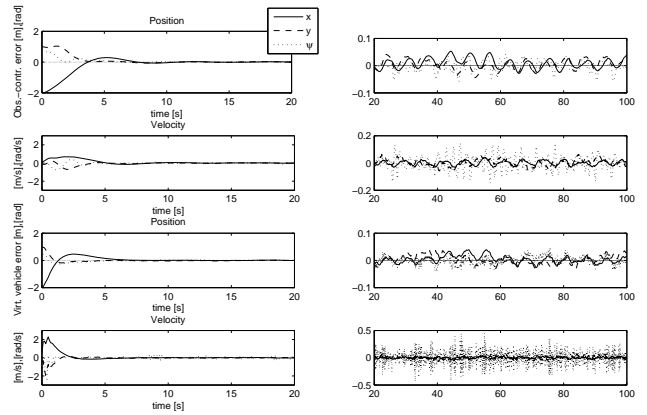 Position
x
y
ψ
Obs.−contr. error [m],[rad]
2
0
−2
0 5 10 15 20
time [s]
0.1
0
−0.1
20 40 60 80 100
Velocity
[m/s],[rad/s]
2
0
−2
0 5 10 15 20
time [s]
0.2
0
−0.2
20 40 60 80 100
Position
Virt. vehicle error [m],[rad]
2
0
−2
0 5 10 15 20
time [s]
0.1
0
−0.1
20 40 60 80 100
Velocity
[m/s],[rad/s]
2
0
−2
0 5 10 15 20
time [s]
0.5
0
−0.5
20 40 60 80 100